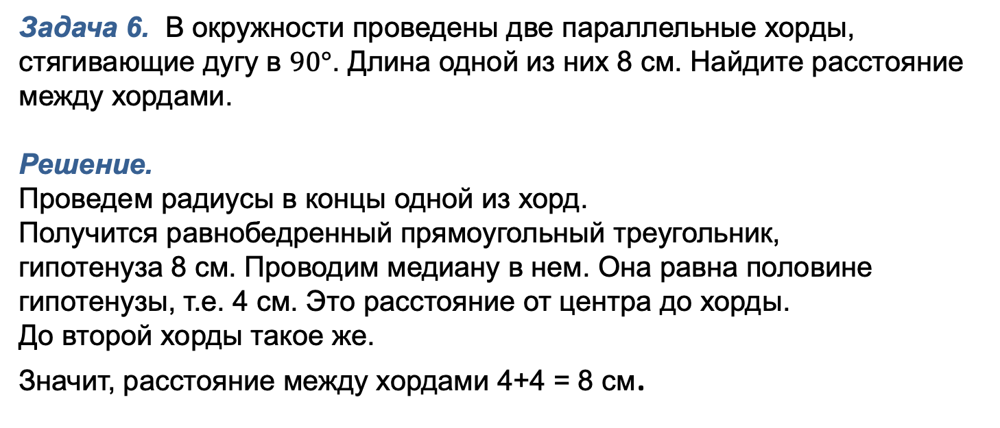 Задача 6. В окружности проведены две параллельные хорды,
стягивающие дугу в 90°. Длина одной из них 8 см. Найдите расстояние
между хордами.
Решение.
Проведем радиусы в концы одной из хорд.
Получится равнобедренный прямоугольный треугольник,
гипотенуза 8 см. Проводим медиану в нем. Она равна половине
гипотенузы, т.е. 4 см. Это расстояние от центра до хорды.
До второй хорды такое же.
Значит, расстояние между хордами 4+4 = 8 см.